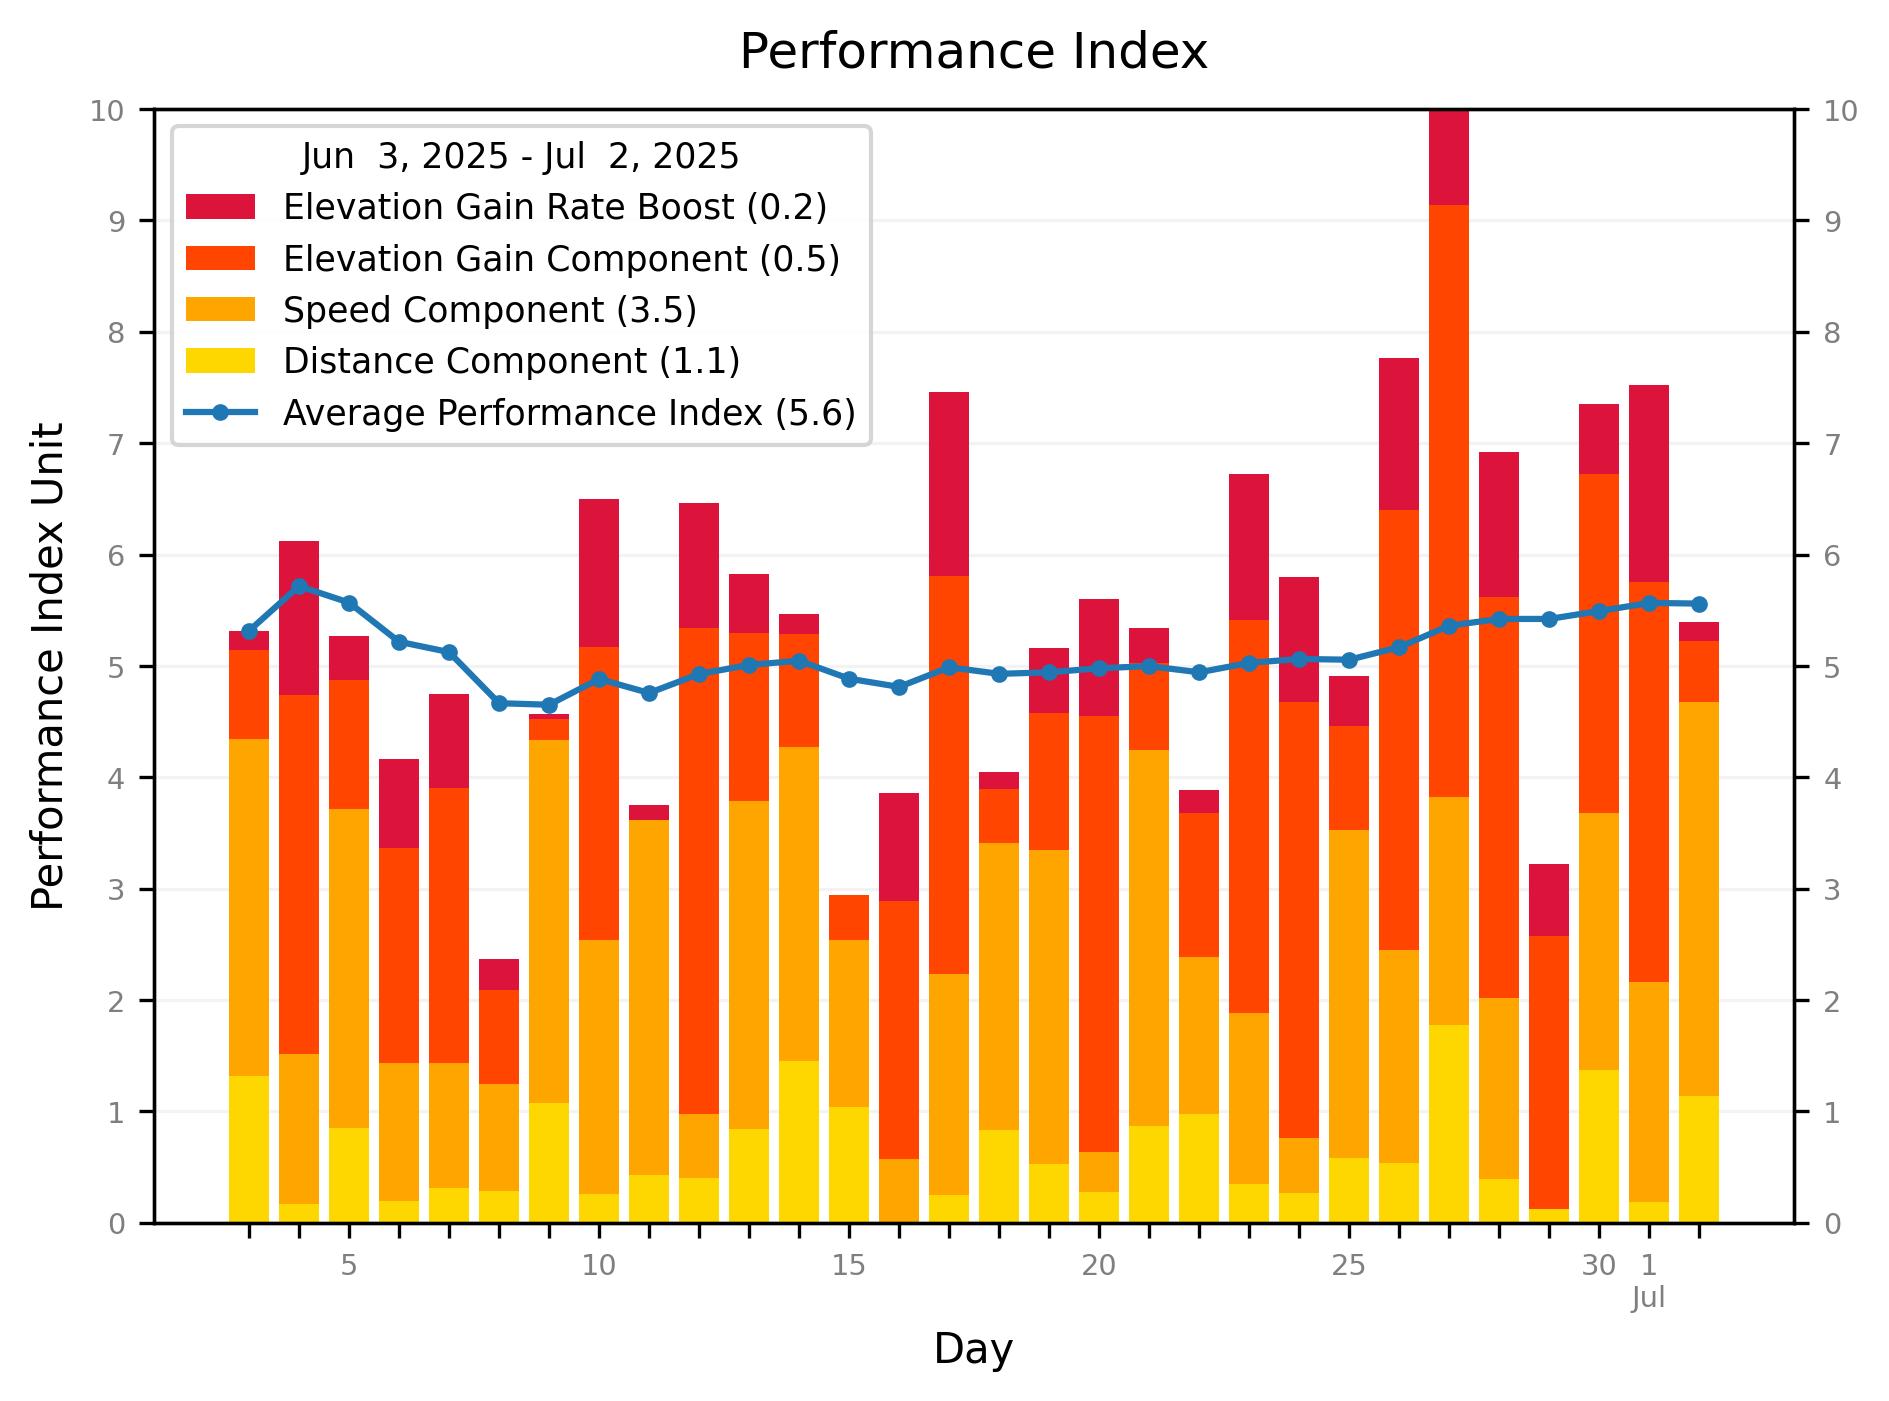 Performance Index
Jun  3, 2025 - Jul  2, 2025
Elevation Gain Rate Boost (0.2)
Elevation Gain Component (0.5)
Speed Component (3.5)
Distance Component (1.1)
Average Performance Index (5.6)
Performance Index Unit
10 10
9 9
8 8
7 7
6 6
5 5
4 4
3 3
2 2
1 1
0 0
5 10 15 20 25 30 1
Jul
Day